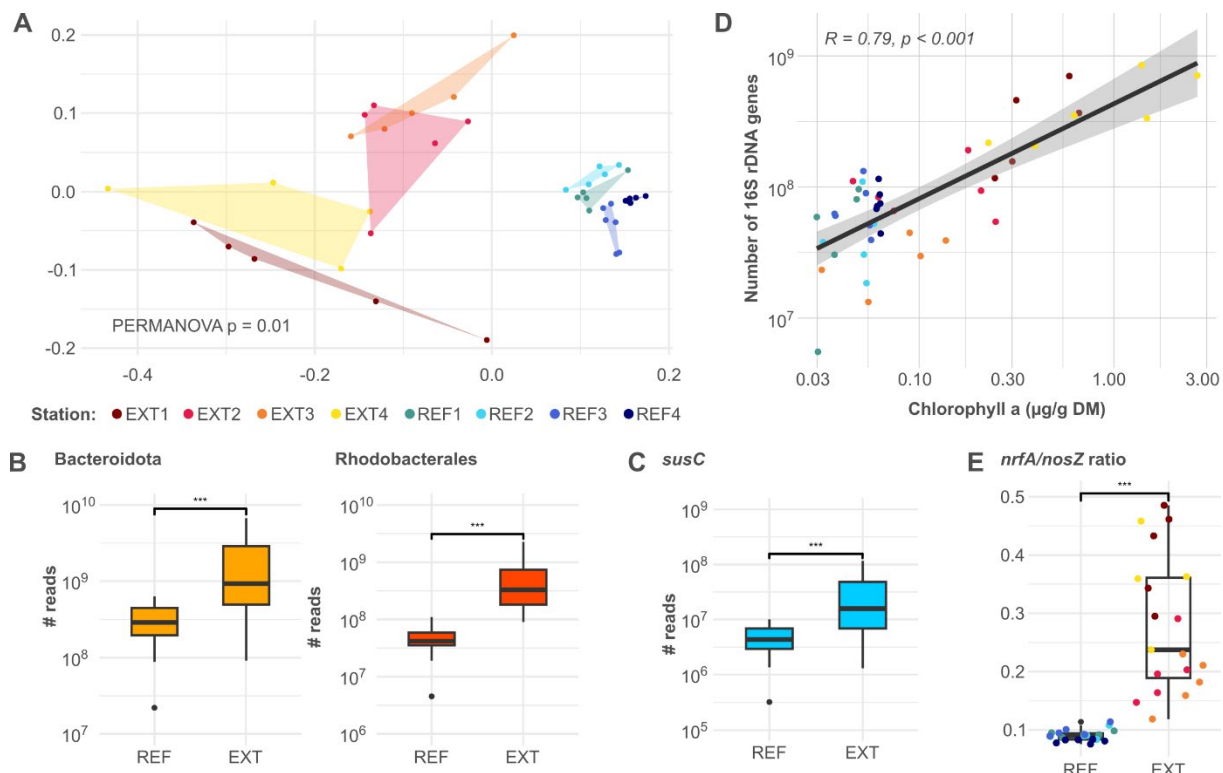 A
0.2
0.1
0.0
-0.1
-0.2
PERMANOVA p = 0.01
-0.4 -0.2 0.0 0.2
Station: EXT1 EXT2 EXT3 EXT4 REF1 REF2 REF3 REF4
D
R = 0.79, p < 0.001
Number of 16S rDNA genes
10⁹
10⁸
10⁷
0.03 0.10 0.30 1.00 3.00
Chlorophyll a (µg/g DM)
B
Bacteroidota
***
# reads
10¹⁰
10⁹
10⁸
10⁷
REF EXT
Rhodobacterales
***
# reads
10¹⁰
10⁹
10⁸
10⁷
10⁶
REF EXT
C
susC
***
# reads
10⁹
10⁸
10⁷
10⁶
10⁵
REF EXT
E
nrfA/nosZ ratio
***
0.5
0.4
0.3
0.2
0.1
REF EXT